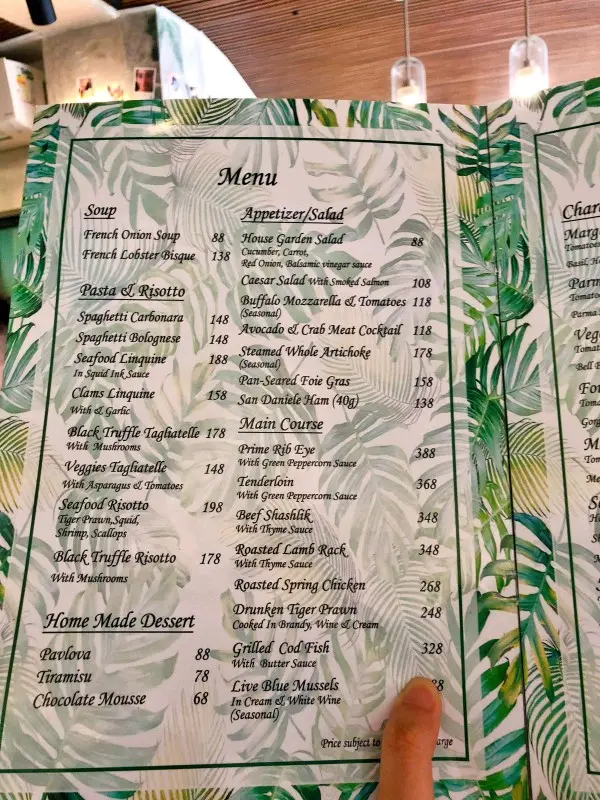 Menu
Soup
French Onion Soup 88
French Lobster Bisque 138
Pasta & Risotto
Spaghetti Carbonara 148
Spaghetti Bolognese 148
Seafood Linguine 188
In Squid Ink Sauce
Clams Linguine 158
With & Garlic
Black Truffle Tagliatelle 178
With Mushrooms
Veggies Tagliatelle 148
With Asparagus & Tomatoes
Seafood Risotto 198
Tiger Prawn,Squid,
Shrimp, Scallops
Black Truffle Risotto 178
With Mushrooms
Home Made Dessert
Pavlova 88
Tiramisu 78
Chocolate Mousse 68
Appetizer/Salad
House Garden Salad 88
Cucumber, Carrot,
Red Onion, Balsamic vinegar sauce
Caesar Salad With Smoked Salmon 108
Buffalo Mozzarella & Tomatoes 118
(Seasonal)
Avocado & Crab Meat Cocktail 118
Steamed Whole Artichoke 178
(Seasonal)
Pan-Seared Foie Gras 158
San Daniele Ham (40g) 138
Main Course
Prime Rib Eye 388
With Green Peppercorn Sauce
Tenderloin 368
With Green Peppercorn Sauce
Beef Shashlik 348
With Thyme Sauce
Roasted Lamb Rack 348
With Thyme Sauce
Roasted Spring Chicken 268
Drunken Tiger Prawn 248
Cooked In Brandy, Wine & Cream
Grilled Cod Fish 328
With Butter Sauce
Live Blue Mussels
In Cream & White Wine
(Seasonal)
Price subject to
Tomatoes
Basil,
Parma